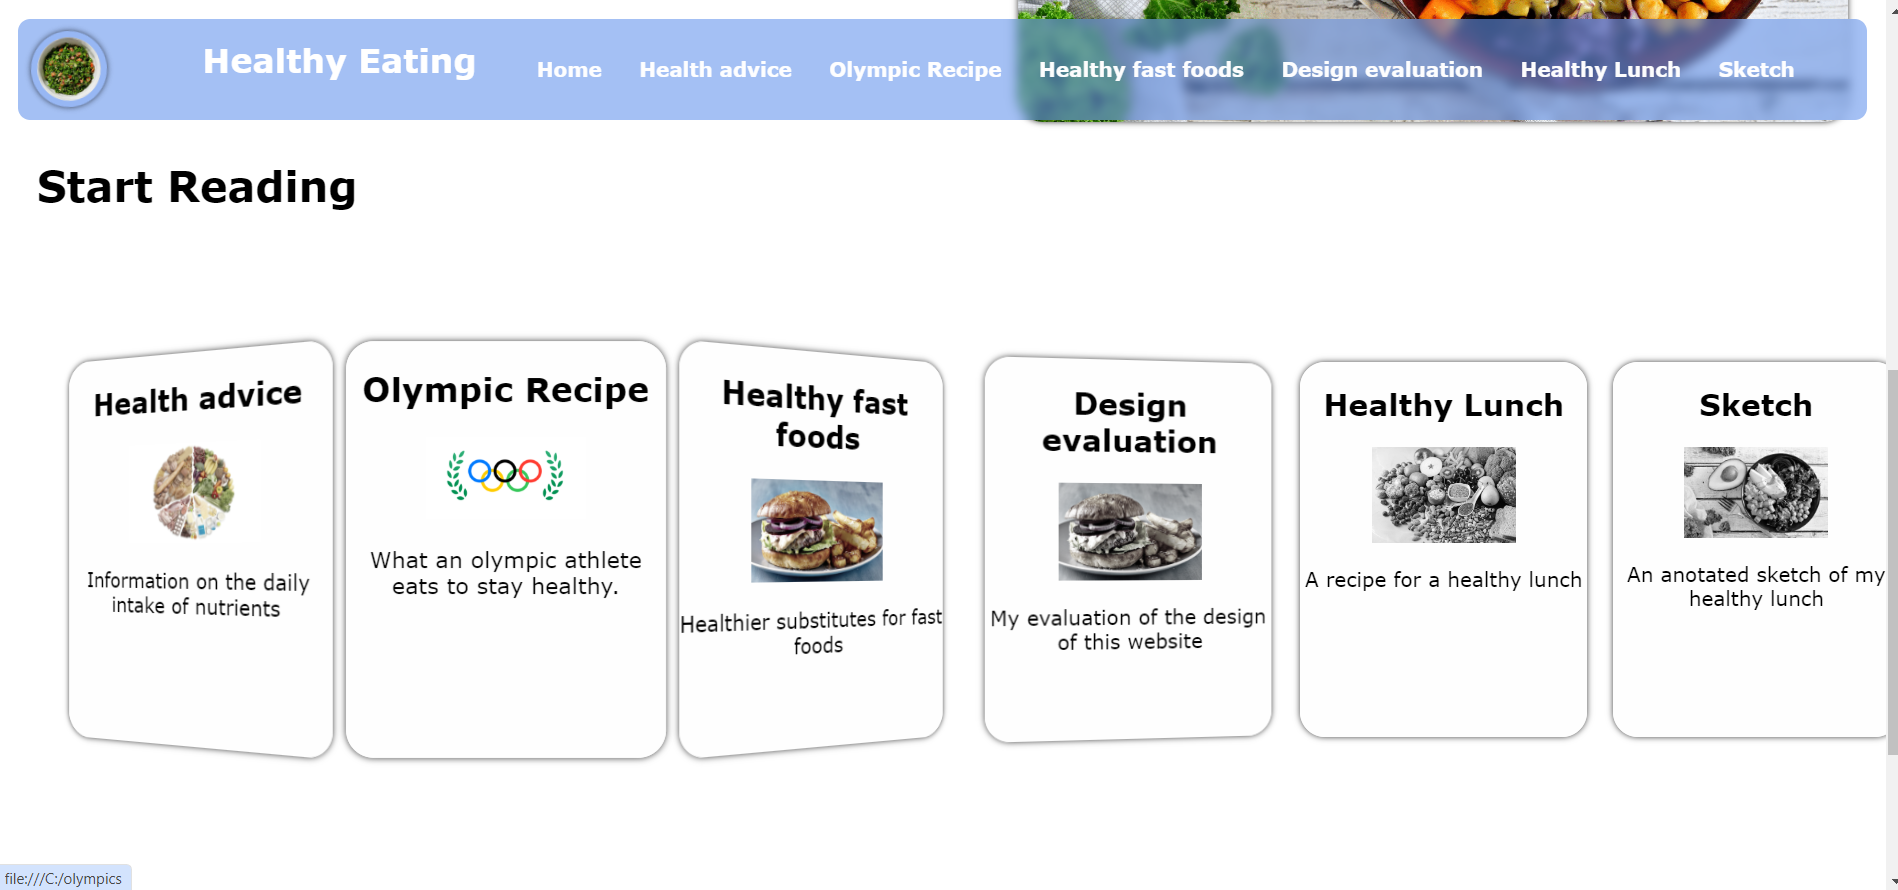 Healthy Eating
Home
Health advice
Olympic Recipe
Healthy fast foods
Design evaluation
Healthy Lunch
Sketch
Start Reading
Health advice
Information on the daily
intake of nutrients
Olympic Recipe
What an olympic athlete
eats to stay healthy.
Healthy fast
foods
Healthier substitutes for fast
foods
Design
evaluation
My evaluation of the design
of this website
Healthy Lunch
A recipe for a healthy lunch
Sketch
An anotated sketch of my
healthy lunch
file:///C:/olympics